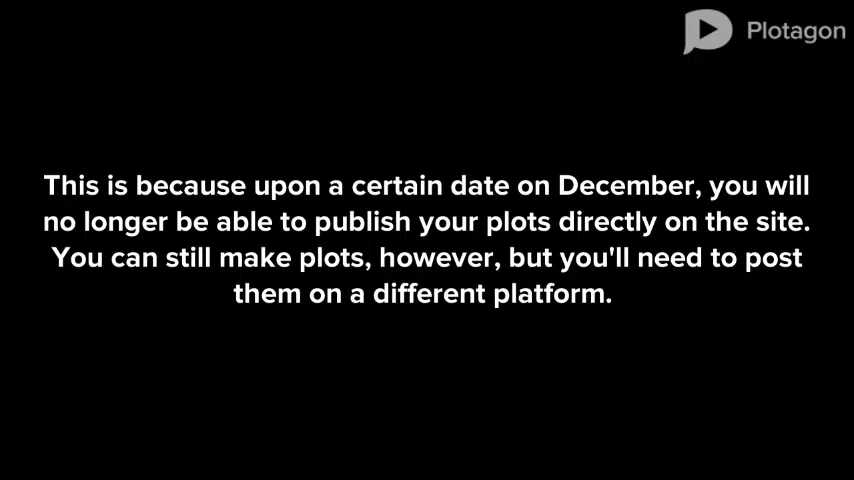 Plotagon
This is because upon a certain date on December, you will
no longer be able to publish your plots directly on the site.
You can still make plots, however, but you'll need to post
them on a different platform.